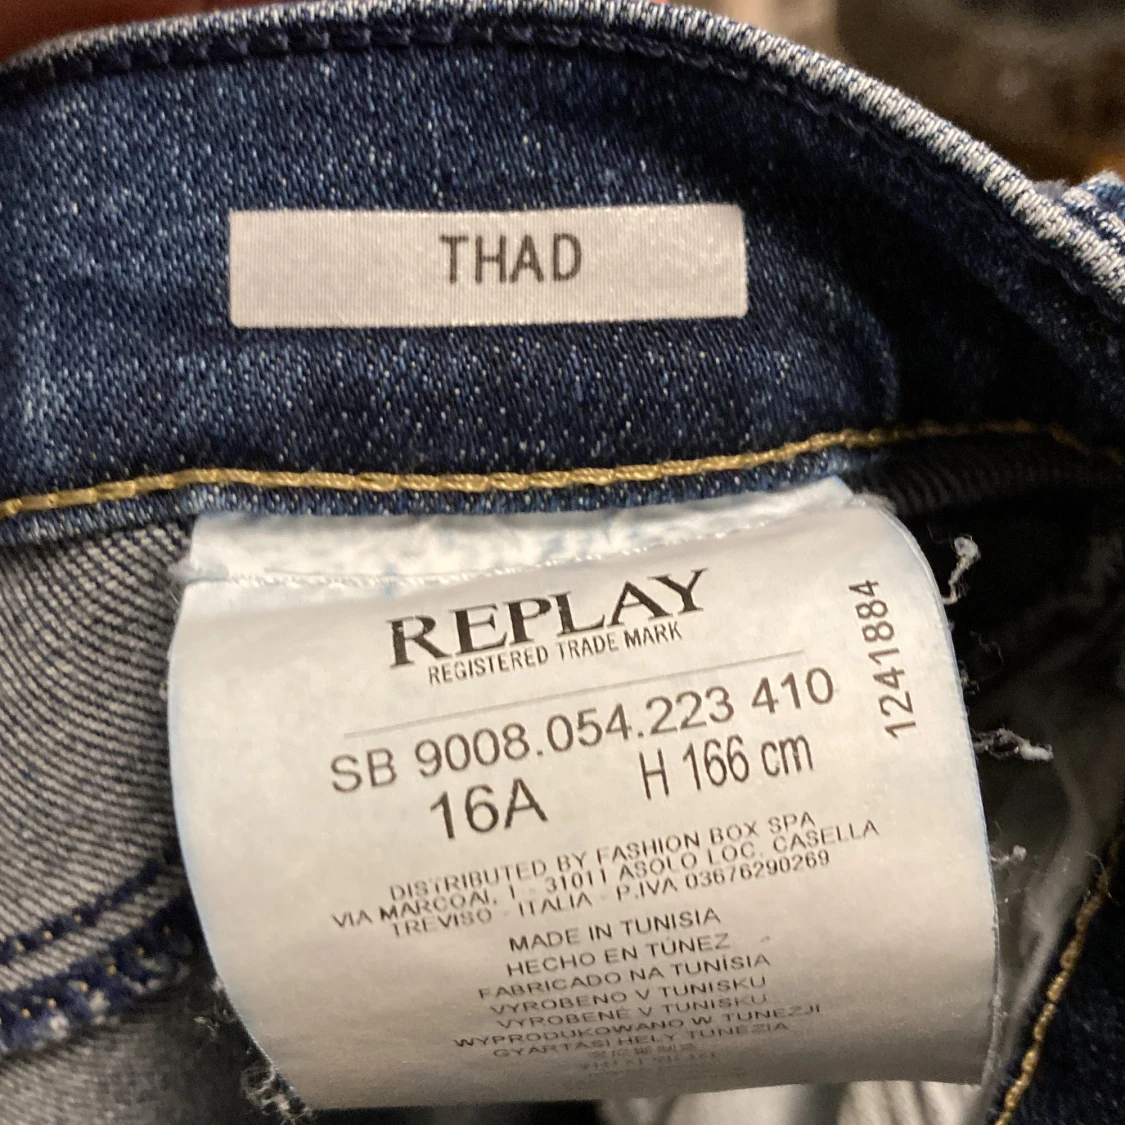 THAD
REPLAY
REGISTERED TRADE MARK
SB 9008.054.223 410
16A H 166 cm
1241884
DISTRIBUTED BY FASHION BOX SPA
VIA MARCOAI, 1 - 31011 ASOLO LOC. CASELLA
TREVISO - ITALIA - P.IVA 03676290269
MADE IN TUNISIA
HECHO EN TÚNEZ
FABRICADO NA TUNÍSIA
VYROBENO V TUNISKU
VYROBENÉ V TUNISKU
WYPRODUKOWANO W TUNEZJI
GYÁRTÁSI HELY TUNÉZIA